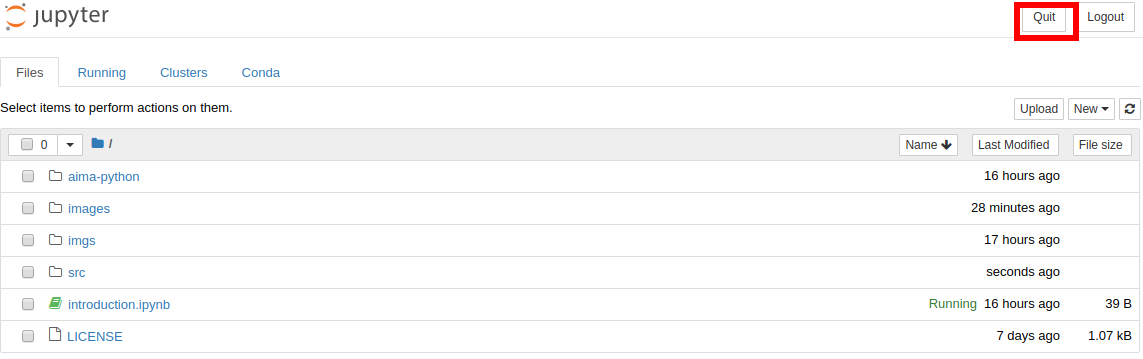 jupyter
Quit Logout
Files Running Clusters Conda
Select items to perform actions on them.
Upload New
0 / Name Last Modified File size
aima-python 16 hours ago
images 28 minutes ago
imgs 17 hours ago
src seconds ago
introduction.ipynb Running 16 hours ago 39 B
LICENSE 7 days ago 1.07 kB